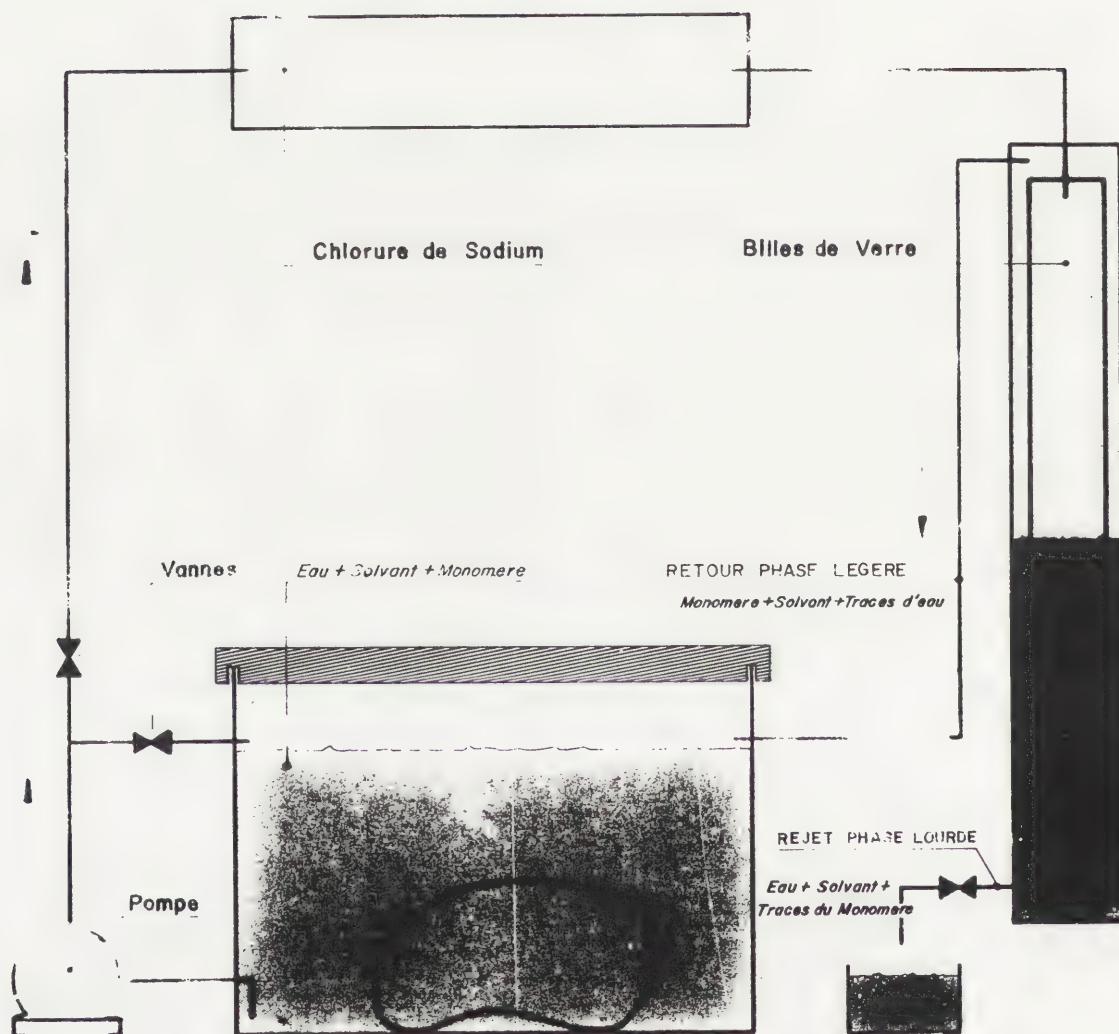 Chlorure de Sodium
Billes de Verre
Vannes
Eau + Solvant + Monomere
RETOUR PHASE LEGERE
Monomere + Solvant + Traces d'eau
REJET PHASE LOURDE
Eau + Solvant +
Traces du Monomere
Pompe